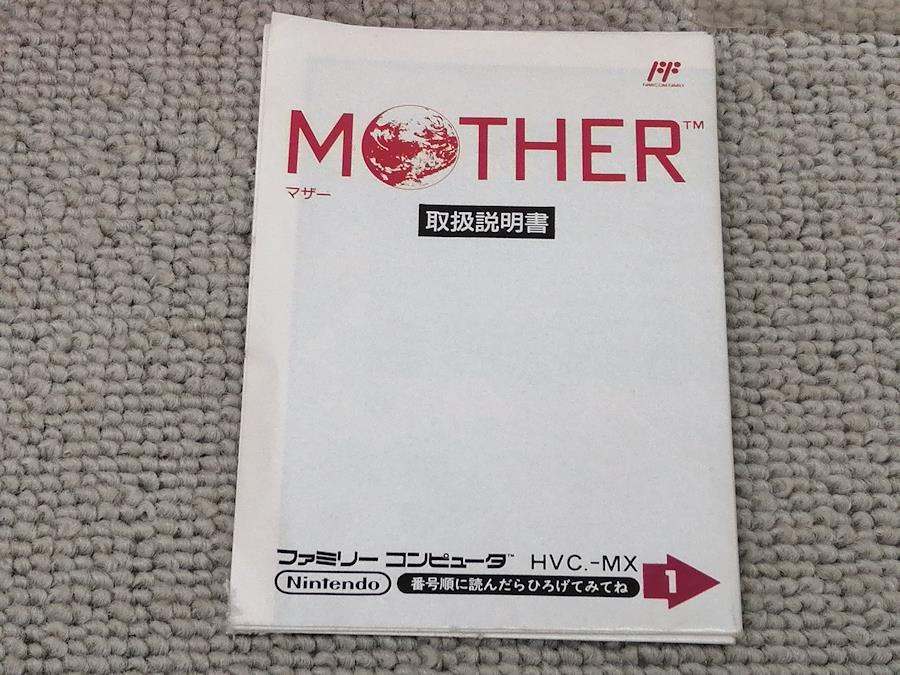 FAMICOM FAMILY
MOTHER™
マザー
取扱説明書
ファミリー コンピュータ™ HVC.-MX
Nintendo 番号順に読んだらひろげてみてね 1